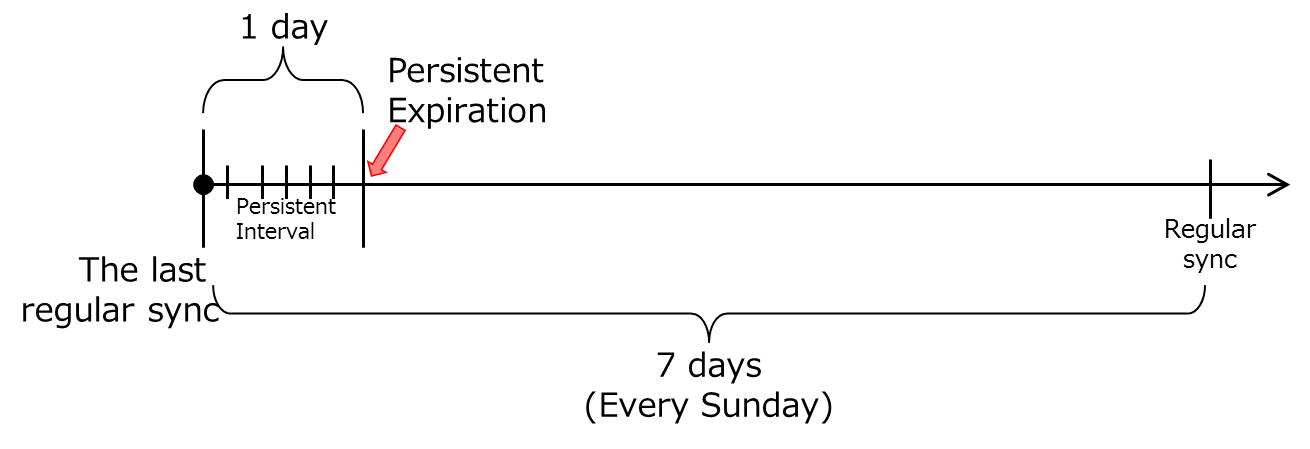 1 day
Persistent
Expiration
Persistent
Interval
The last
regular sync
Regular
sync
7 days
(Every Sunday)